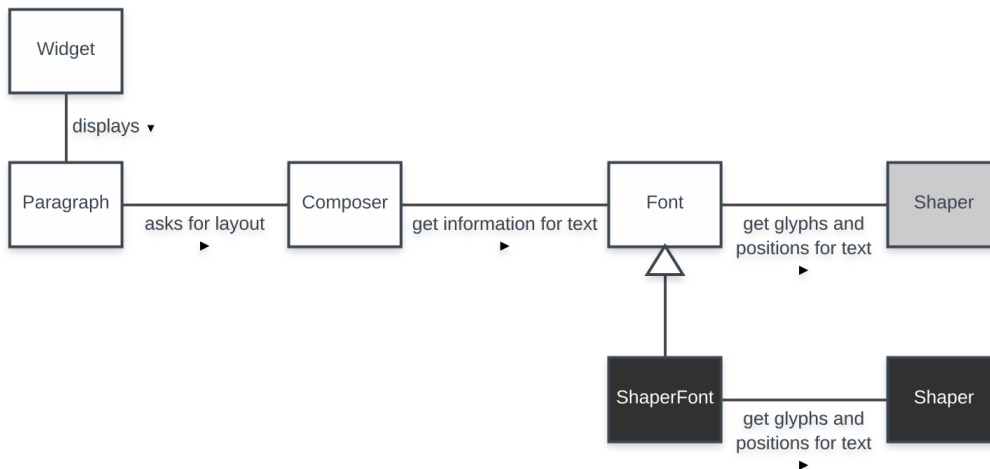 Widget
displays ▼
Paragraph
Composer
Font
Shaper
asks for layout
►
get information for text
►
get glyphs and
positions for text
►
ShaperFont
Shaper
get glyphs and
positions for text
►